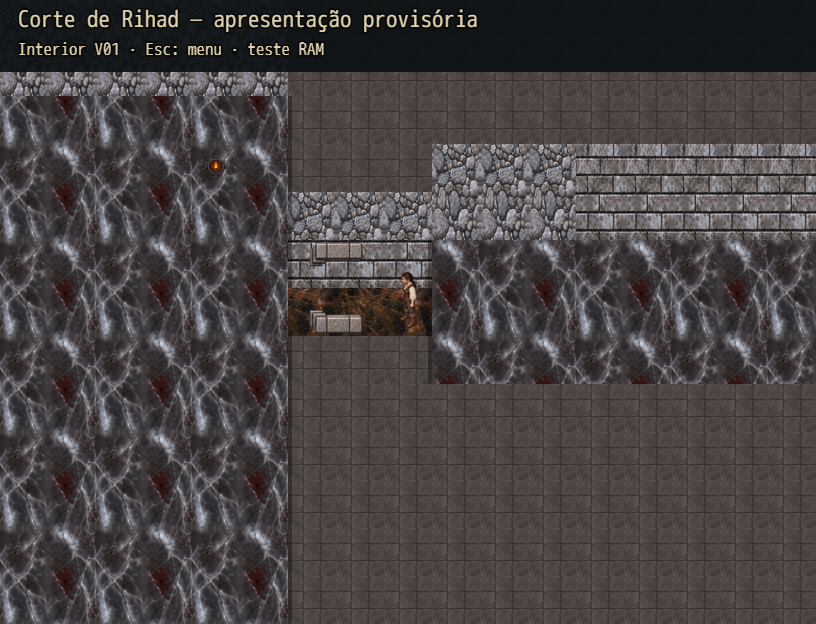 Corte de Rihad — apresentação provisória
Interior V01 · Esc: menu · teste RAM